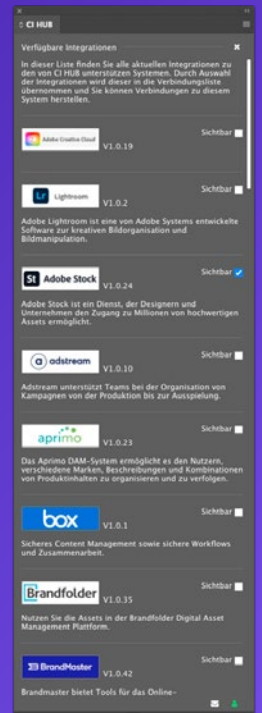 CI HUB
Verfügbare Integrationen
In dieser Liste finden Sie alle aktuellen Integrationen zu
den von CI HUB unterstützen Systemen. Durch Auswahl
der Integrationen wird dieser in die Verbindungsliste
übernommen und Sie können Verbindungen zu diesem
System herstellen.
Adobe Creative Cloud
V1.0.19
Sichtbar
Lr Lightroom
V1.0.2
Sichtbar
Adobe Lightroom ist eine von Adobe Systems entwickelte
Software zur kreativen Bildorganisation und
Bildmanipulation.
St Adobe Stock
V1.0.24
Sichtbar
Adobe Stock ist ein Dienst, der Designern und
Unternehmen den Zugang zu Millionen von hochwertigen
Assets ermöglicht.
a adstream
V1.0.10
Sichtbar
Adstream unterstützt Teams bei der Organisation von
Kampagnen von der Produktion bis zur Ausspielung.
aprimo
V1.0.23
Sichtbar
Das Aprimo DAM-System ermöglicht es den Nutzern,
verschiedene Marken, Beschreibungen und Kombinationen
von Produktinhalten zu organisieren und zu verfolgen.
box
V1.0.1
Sichtbar
Sicheres Content Management sowie sichere Workflows
und Zusammenarbeit.
Brandfolder
V1.0.35
Sichtbar
Nutzen Sie die Assets in der Brandfolder Digital Asset
Management Plattform.
BrandMaster
V1.0.42
Sichtbar
Brandmaster bietet Tools für das Online-